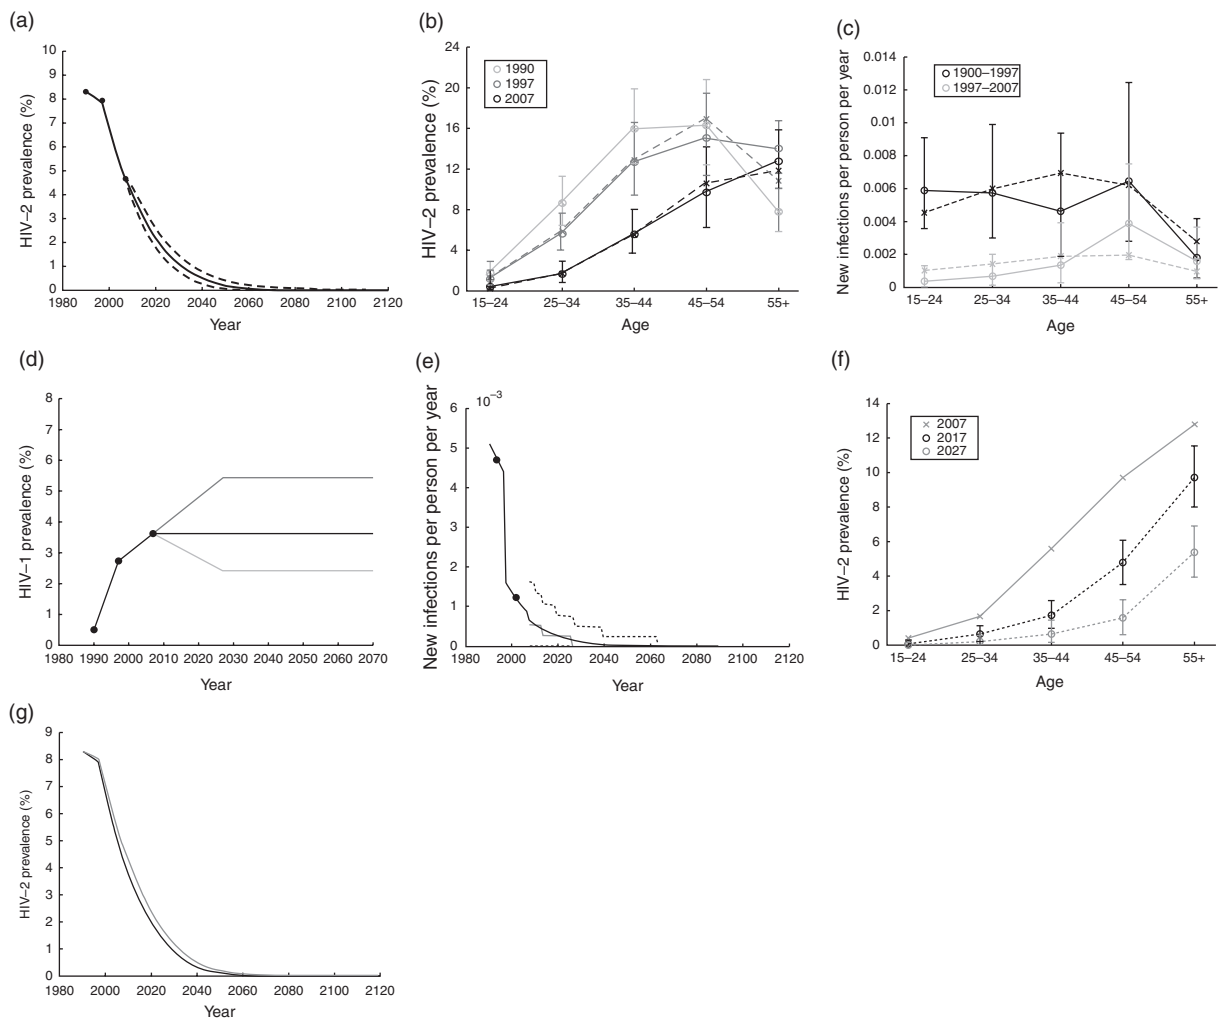 (a)
10
9
8
7
6
5
4
3
2
1
0
HIV–2 prevalence (%)
1980 2000 2020 2040 2060 2080 2100 2120
Year
(b)
24
20
16
12
8
4
0
HIV–2 prevalence (%)
1990
1997
2007
15–24 25–34 35–44 45–54 55+
Age
(c)
0.014
0.012
0.01
0.008
0.006
0.004
0.002
0
New infections per person per year
1900–1997
1997–2007
15–24 25–34 35–44 45–54 55+
Age
(d)
8
7
6
5
4
3
2
1
0
HIV–1 prevalence (%)
1980 1990 2000 2010 2020 2030 2040 2050 2060 2070
Year
(e)
10–3
6
5
4
3
2
1
0
New infections per person per year
1980 2000 2020 2040 2060 2080 2100 2120
Year
(f)
14
12
10
8
6
4
2
0
HIV–2 prevalence (%)
2007
2017
2027
15–24 25–34 35–44 45–54 55+
Age
(g)
9
8
7
6
5
4
3
2
1
0
HIV–2 prevalence (%)
1980 2000 2020 2040 2060 2080 2100 2120
Year